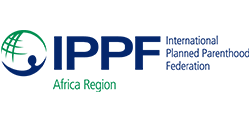 IPPF
International
Planned Parenthood
Federation
Africa Region